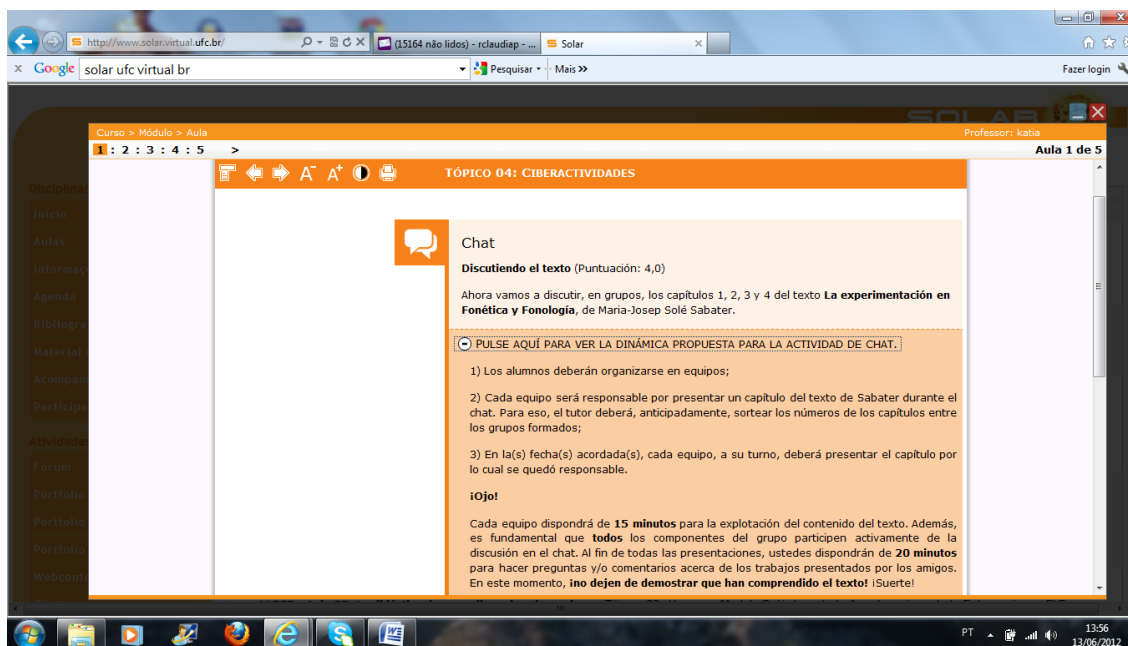 http://www.solar.virtual.ufc.br/
(15164 não lidos) - rclaudiap - ...
Solar
x Google solar ufc virtual br
Pesquisar
Mais »
Fazer login
SOLAR
Curso > Módulo > Aula
Professor: katia
1 : 2 : 3 : 4 : 5 >
Aula 1 de 5
A- A+
TÓPICO 04: CIBERACTIVIDADES
Disciplina
Início
Aulas
Agenda
Material
Atividades
Fórum
Portfolio
Portfolio
Portfolio
Chat
Discutiendo el texto (Puntuación: 4,0)
Ahora vamos a discutir, en grupos, los capítulos 1, 2, 3 y 4 del texto La experimentación en
Fonética y Fonología, de Maria-Josep Solé Sabater.
PULSE AQUÍ PARA VER LA DINÁMICA PROPUESTA PARA LA ACTIVIDAD DE CHAT.
1) Los alumnos deberán organizarse en equipos;
2) Cada equipo será responsable por presentar un capítulo del texto de Sabater durante el
chat. Para eso, el tutor deberá, anticipadamente, sortear los números de los capítulos entre
los grupos formados;
3) En la(s) fecha(s) acordada(s), cada equipo, a su turno, deberá presentar el capítulo por
lo cual se quedó responsable.
¡Ojo!
Cada equipo dispondrá de 15 minutos para la explotación del contenido del texto. Además,
es fundamental que todos los componentes del grupo participen activamente de la
discusión en el chat. Al fin de todas las presentaciones, ustedes dispondrán de 20 minutos
para hacer preguntas y/o comentarios acerca de los trabajos presentados por los amigos.
En este momento, ¡no dejen de demostrar que han comprendido el texto! ¡Suerte!
PT
13:56
13/06/2012